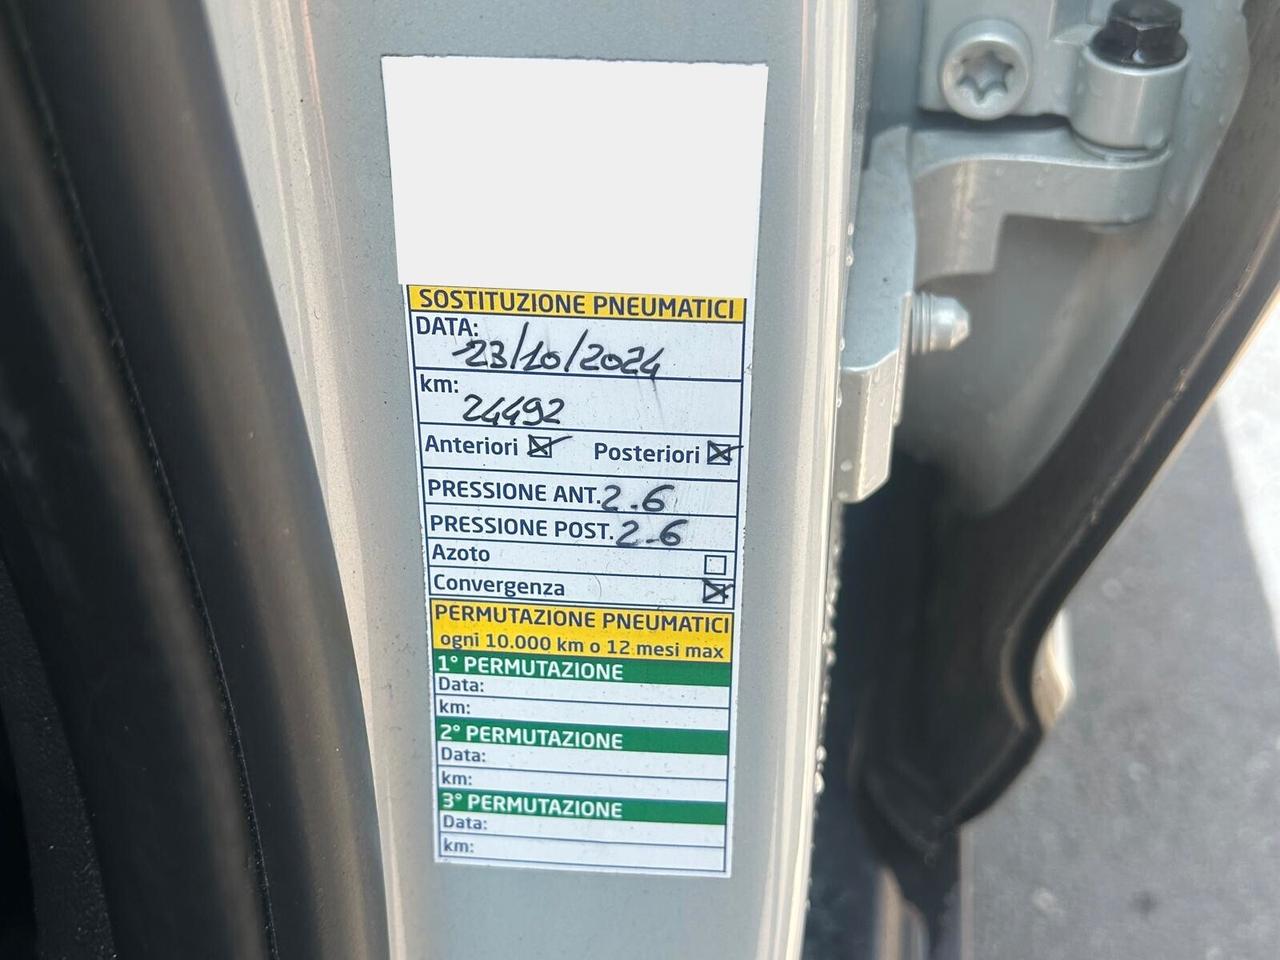 SOSTITUZIONE PNEUMATICI
DATA:
23/10/2024
km:
24492
Anteriori ☒ Posteriori ☒
PRESSIONE ANT. 2.6
PRESSIONE POST. 2.6
Azoto ☐
Convergenza ☒
PERMUTAZIONE PNEUMATICI
ogni 10.000 km o 12 mesi max
1° PERMUTAZIONE
Data:
km:
2° PERMUTAZIONE
Data:
km:
3° PERMUTAZIONE
Data:
km: